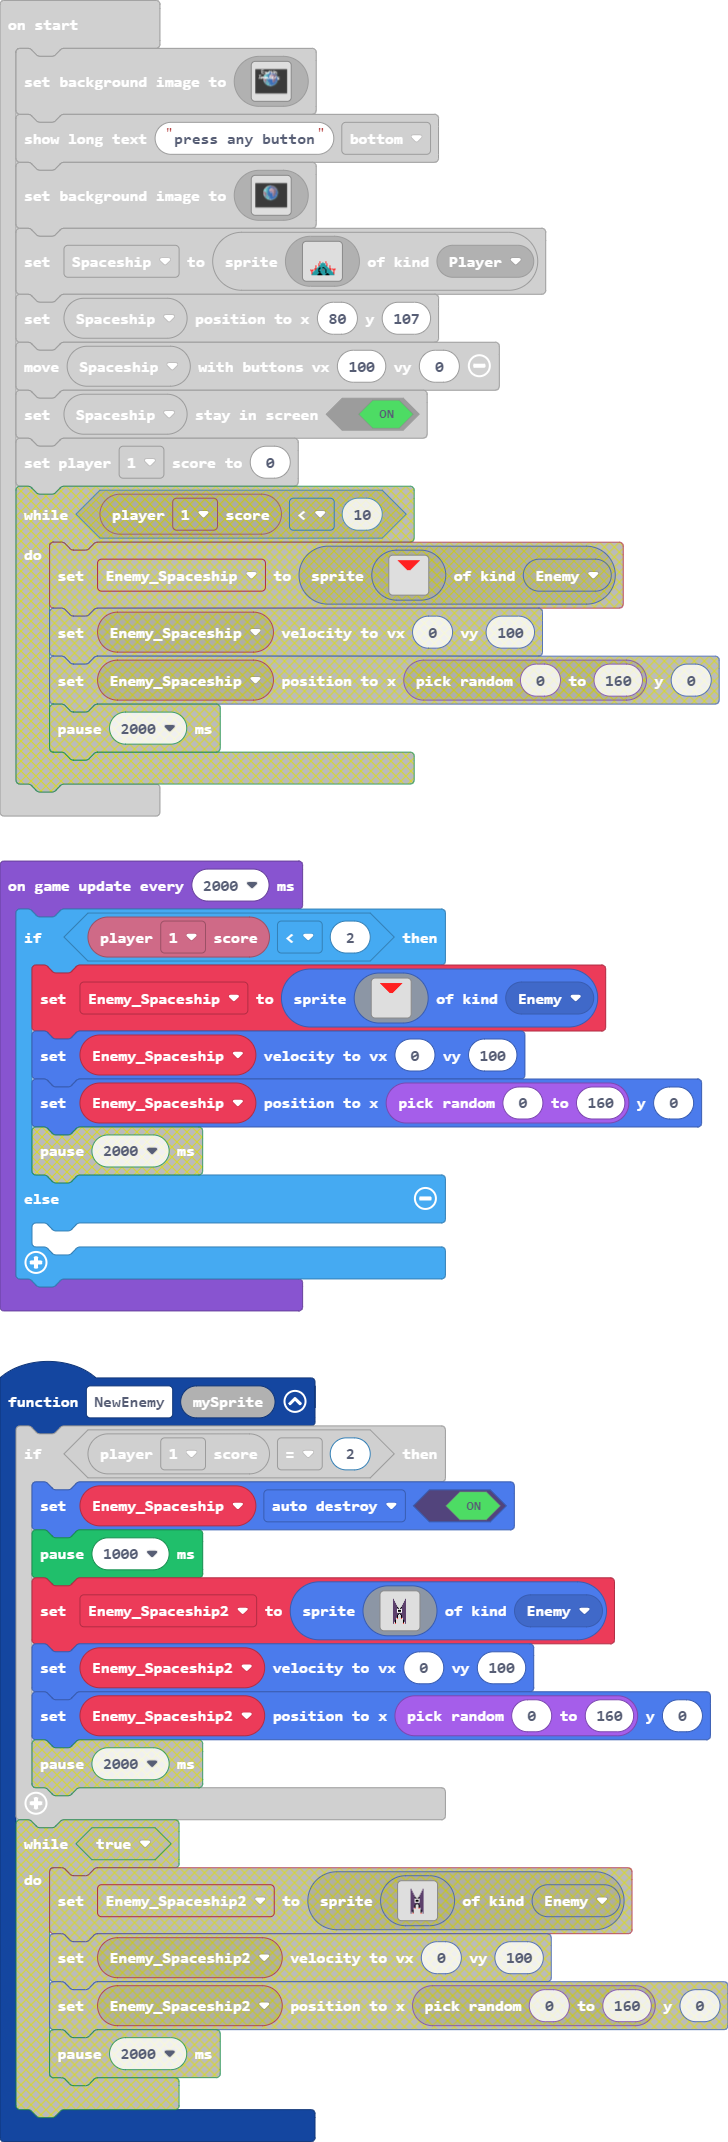 on start
set background image to
show long text "press any button" bottom
set background image to
set Spaceship to sprite of kind Player
set Spaceship position to x 80 y 107
move Spaceship with buttons vx 100 vy 0
set Spaceship stay in screen ON
set player 1 score to 0
while player 1 score < 10
do
set Enemy_Spaceship to sprite of kind Enemy
set Enemy_Spaceship velocity to vx 0 vy 100
set Enemy_Spaceship position to x pick random 0 to 160 y 0
pause 2000 ms
on game update every 2000 ms
if player 1 score < 2 then
set Enemy_Spaceship to sprite of kind Enemy
set Enemy_Spaceship velocity to vx 0 vy 100
set Enemy_Spaceship position to x pick random 0 to 160 y 0
pause 2000 ms
else
function NewEnemy mySprite
if player 1 score = 2 then
set Enemy_Spaceship auto destroy ON
pause 1000 ms
set Enemy_Spaceship2 to sprite of kind Enemy
set Enemy_Spaceship2 velocity to vx 0 vy 100
set Enemy_Spaceship2 position to x pick random 0 to 160 y 0
pause 2000 ms
while true
do
set Enemy_Spaceship2 to sprite of kind Enemy
set Enemy_Spaceship2 velocity to vx 0 vy 100
set Enemy_Spaceship2 position to x pick random 0 to 160 y 0
pause 2000 ms